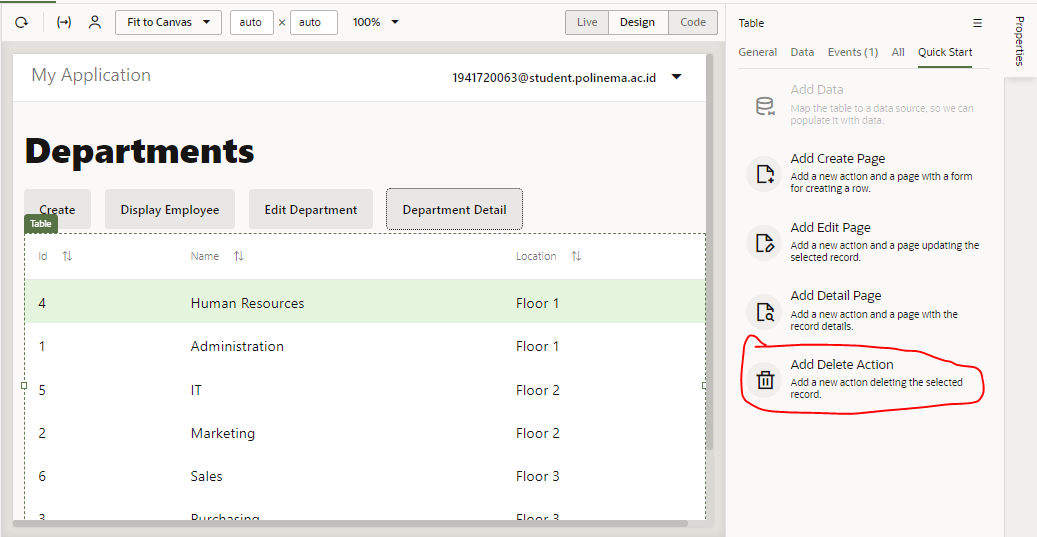 Fit to Canvas
auto × auto
100%
Live Design Code
My Application
1941720063@student.polinema.ac.id
Departments
Create Display Employee Edit Department Department Detail
Table
Id Name Location
4 Human Resources Floor 1
1 Administration Floor 1
5 IT Floor 2
2 Marketing Floor 2
6 Sales Floor 3
3 Purchasing Floor 3
Table
General Data Events (1) All Quick Start
Add Data
Map the table to a data source, so we can
populate it with data.
Add Create Page
Add a new action and a page with a form
for creating a row.
Add Edit Page
Add a new action and a page updating the
selected record.
Add Detail Page
Add a new action and a page with the
record details.
Add Delete Action
Add a new action deleting the selected
record.
Properties